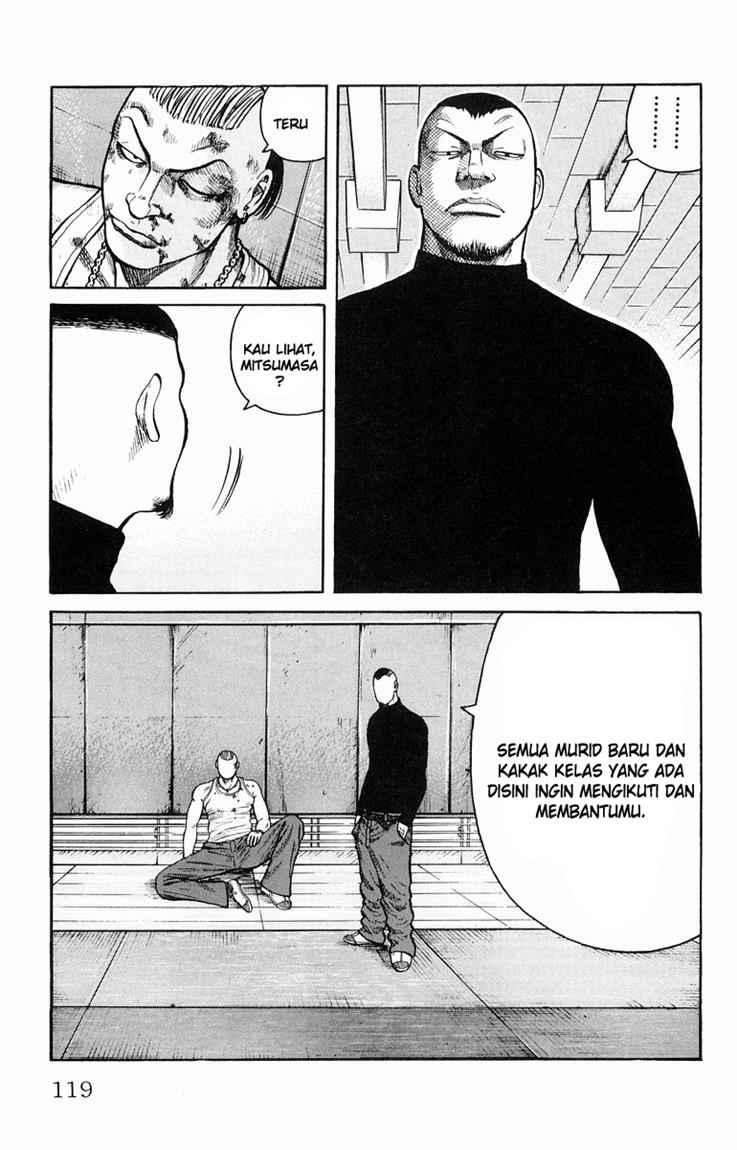 .........
TERU
KAU LIHAT,
MITSUMASA
?
SEMUA MURID BARU DAN
KAKAK KELAS YANG ADA
DISINI INGIN MENGIKUTI DAN
MEMBANTUMU.
119